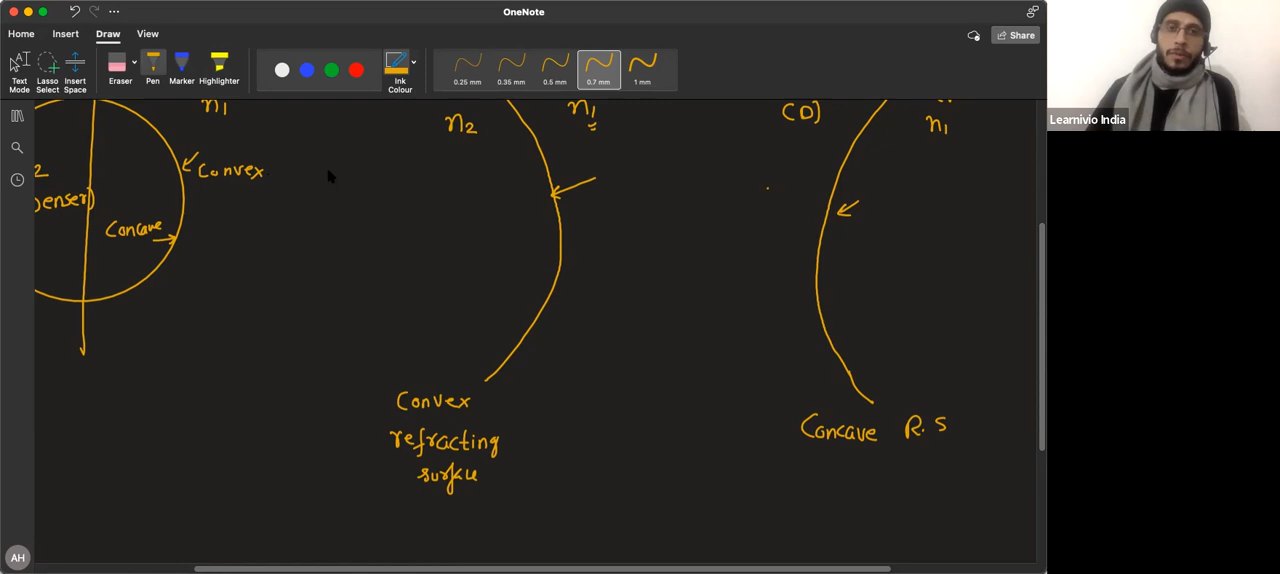 OneNote
Home Insert Draw View
Share
Text Mode
Lasso Select
Insert Space
Eraser
Pen
Marker
Highlighter
Ink Colour
0.25 mm
0.35 mm
0.5 mm
0.7 mm
1 mm
Learnivio India
n1
Convex
2
enser)
Concave
n2
n1
Convex
refracting
surface
(D)
n1
Concave R.S
AH